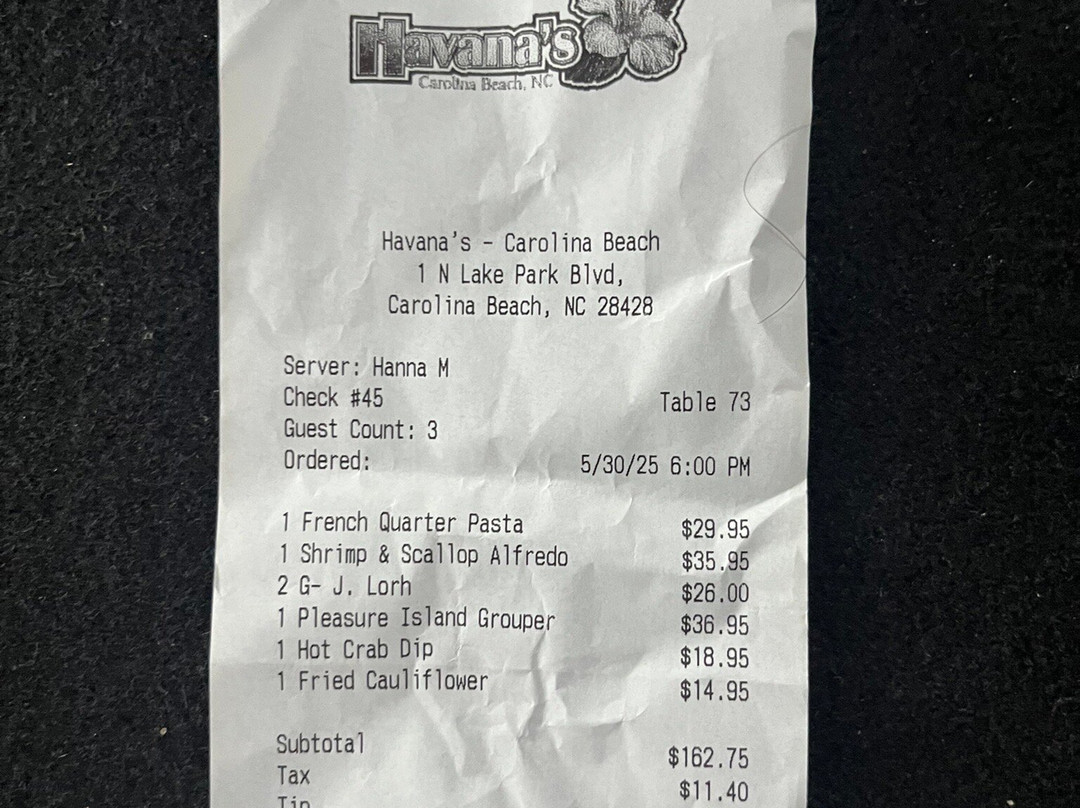 Havana's
Carolina Beach, NC
Havana's - Carolina Beach
1 N Lake Park Blvd,
Carolina Beach, NC 28428
Server: Hanna M
Check #45 Table 73
Guest Count: 3
Ordered: 5/30/25 6:00 PM
1 French Quarter Pasta $29.95
1 Shrimp & Scallop Alfredo $35.95
2 G- J. Lorh $26.00
1 Pleasure Island Grouper $36.95
1 Hot Crab Dip $18.95
1 Fried Cauliflower $14.95
Subtotal $162.75
Tax $11.40
Tip